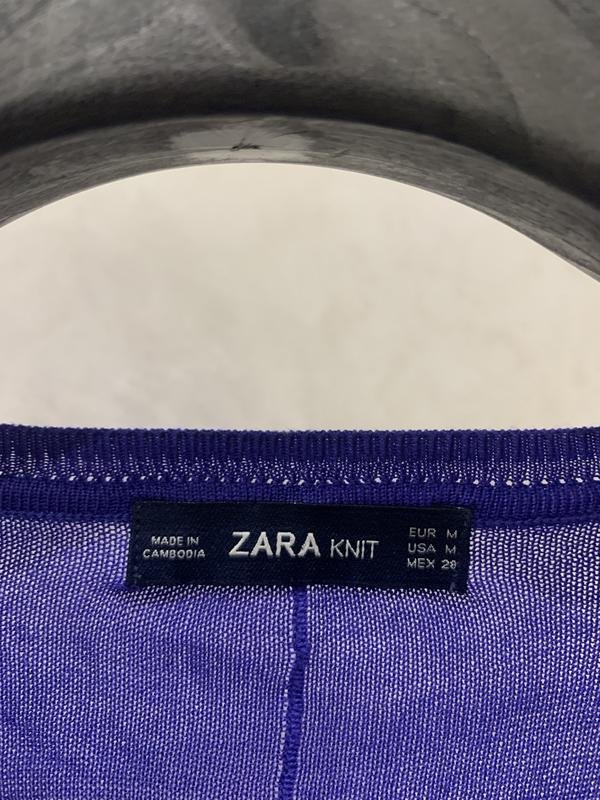 MADE IN
CAMBODIA
ZARA KNIT
EUR M
USA M
MEX 28